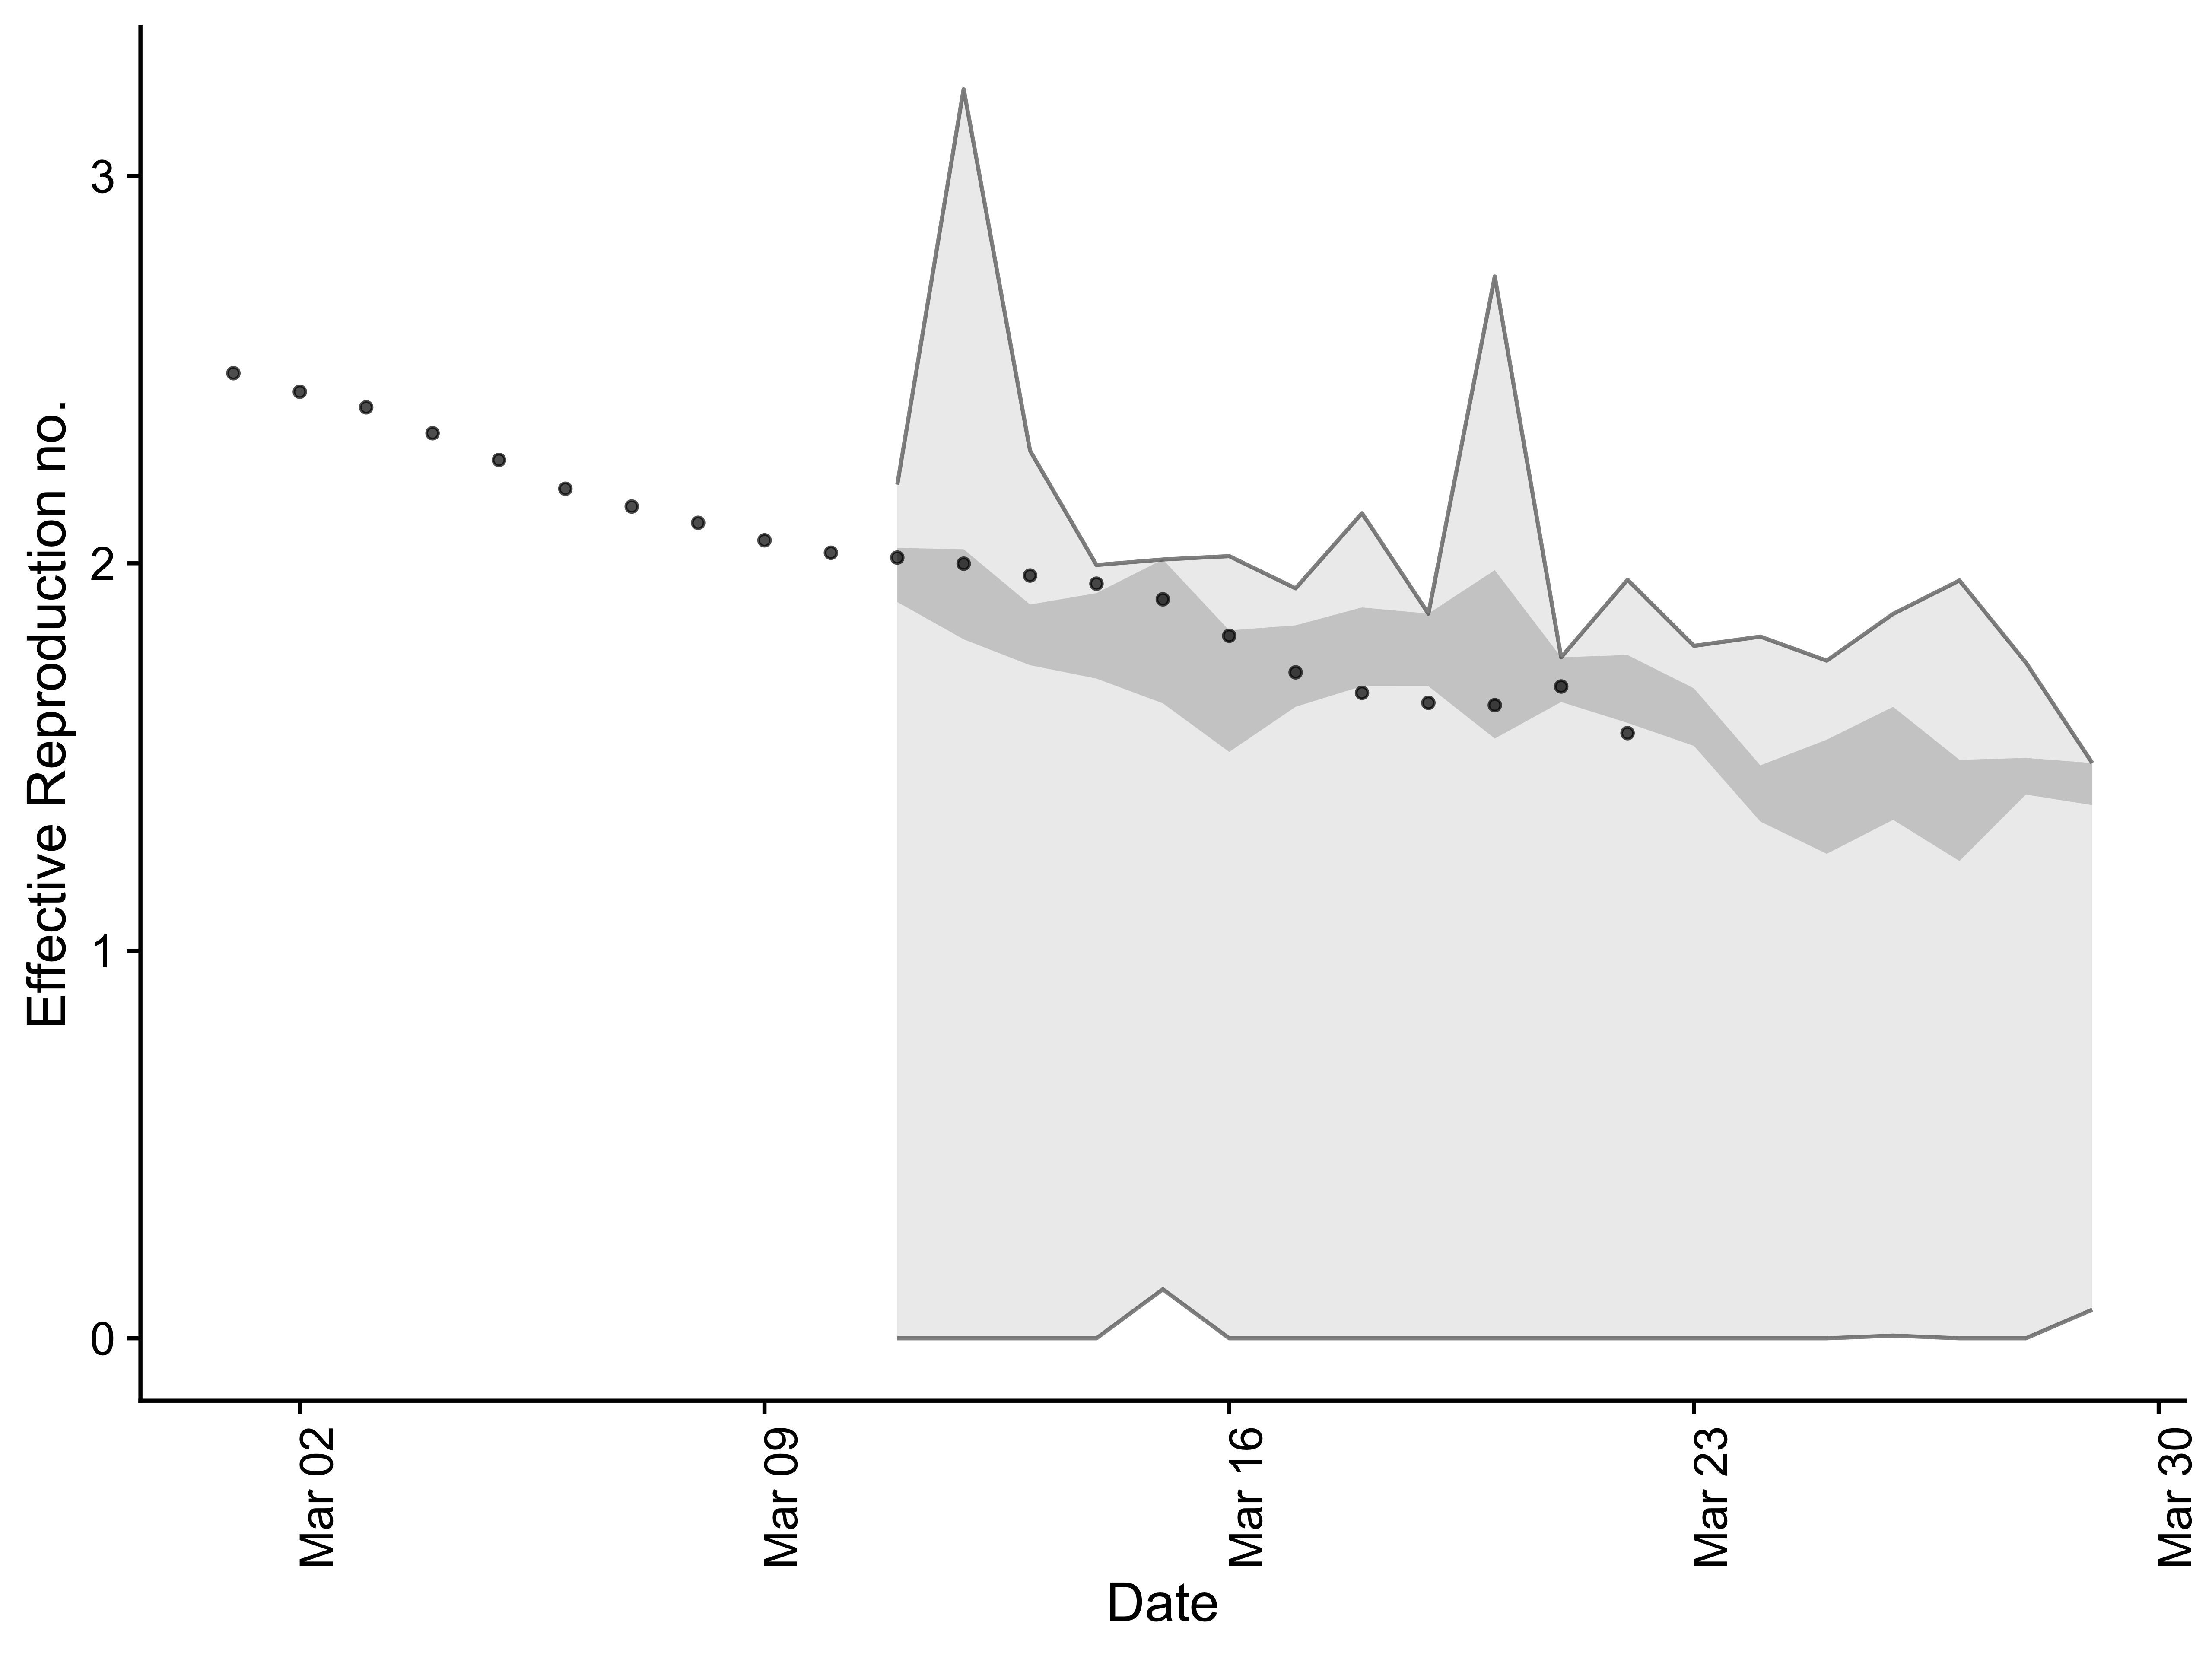 Effective Reproduction no.
3
2
1
0
Mar 02
Mar 09
Mar 16
Mar 23
Mar 30
Date